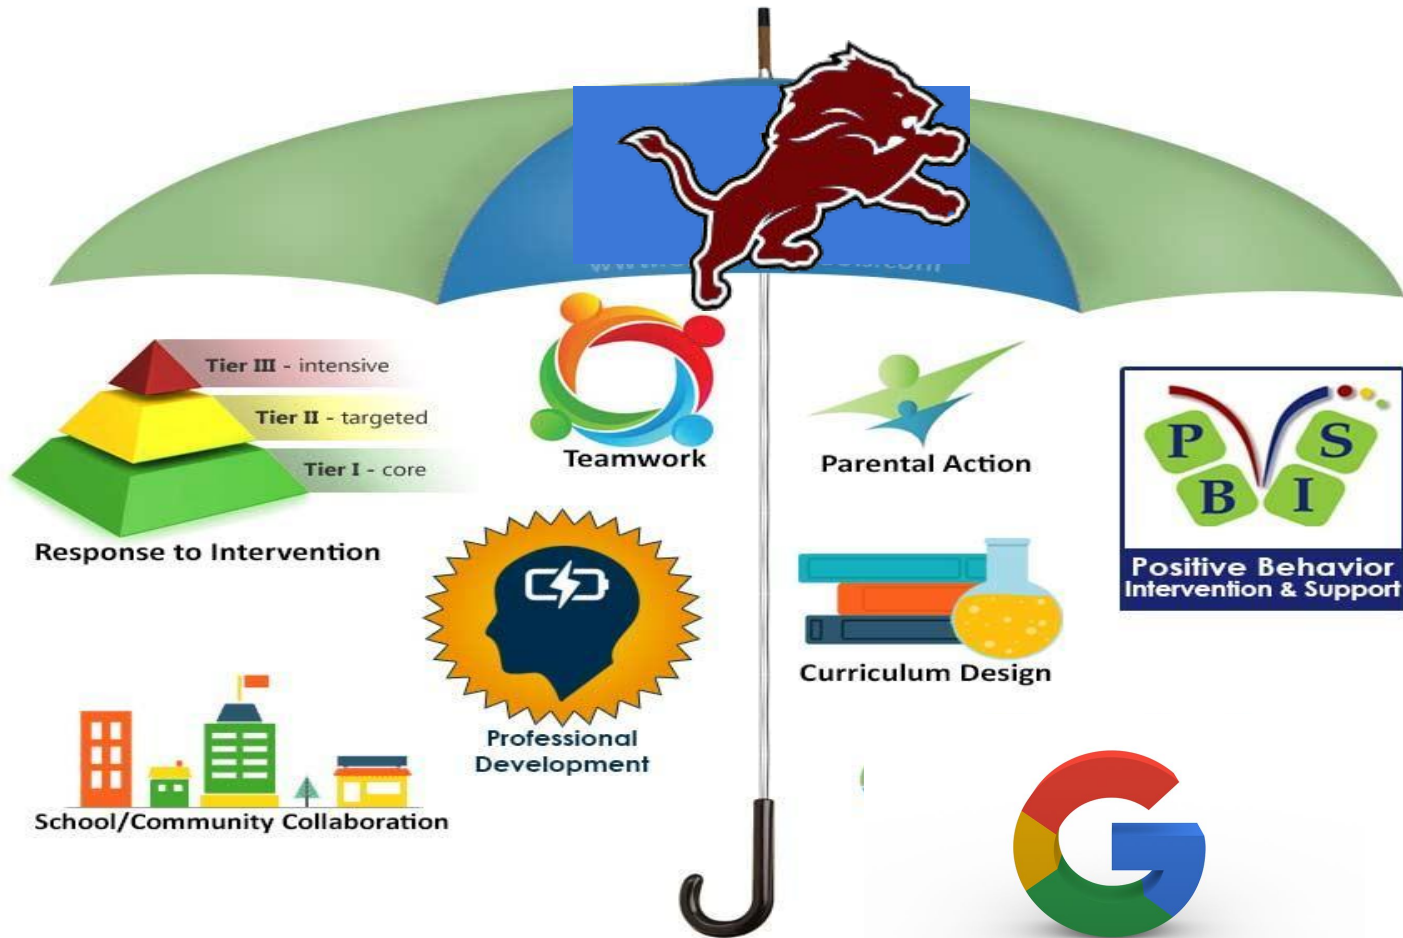 Tier III - intensive
Tier II - targeted
Tier I - core
Response to Intervention
Teamwork
Parental Action
P S
B I
Positive Behavior
Intervention & Support
Professional
Development
Curriculum Design
School/Community Collaboration
G